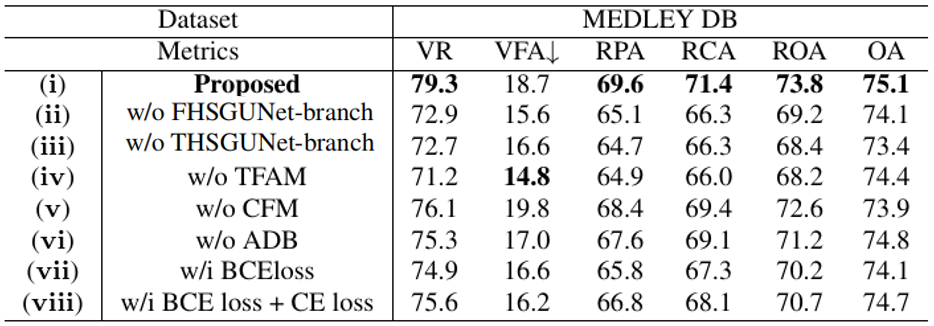 Dataset MEDLEY DB
Metrics VR VFA↓ RPA RCA ROA OA
(i) Proposed 79.3 18.7 69.6 71.4 73.8 75.1
(ii) w/o FHSGUNet-branch 72.9 15.6 65.1 66.3 69.2 74.1
(iii) w/o THSGUNet-branch 72.7 16.6 64.7 66.3 68.4 73.4
(iv) w/o TFAM 71.2 14.8 64.9 66.0 68.2 74.4
(v) w/o CFM 76.1 19.8 68.4 69.4 72.6 73.9
(vi) w/o ADB 75.3 17.0 67.6 69.1 71.2 74.8
(vii) w/i BCEloss 74.9 16.6 65.8 67.3 70.2 74.1
(viii) w/i BCE loss + CE loss 75.6 16.2 66.8 68.1 70.7 74.7